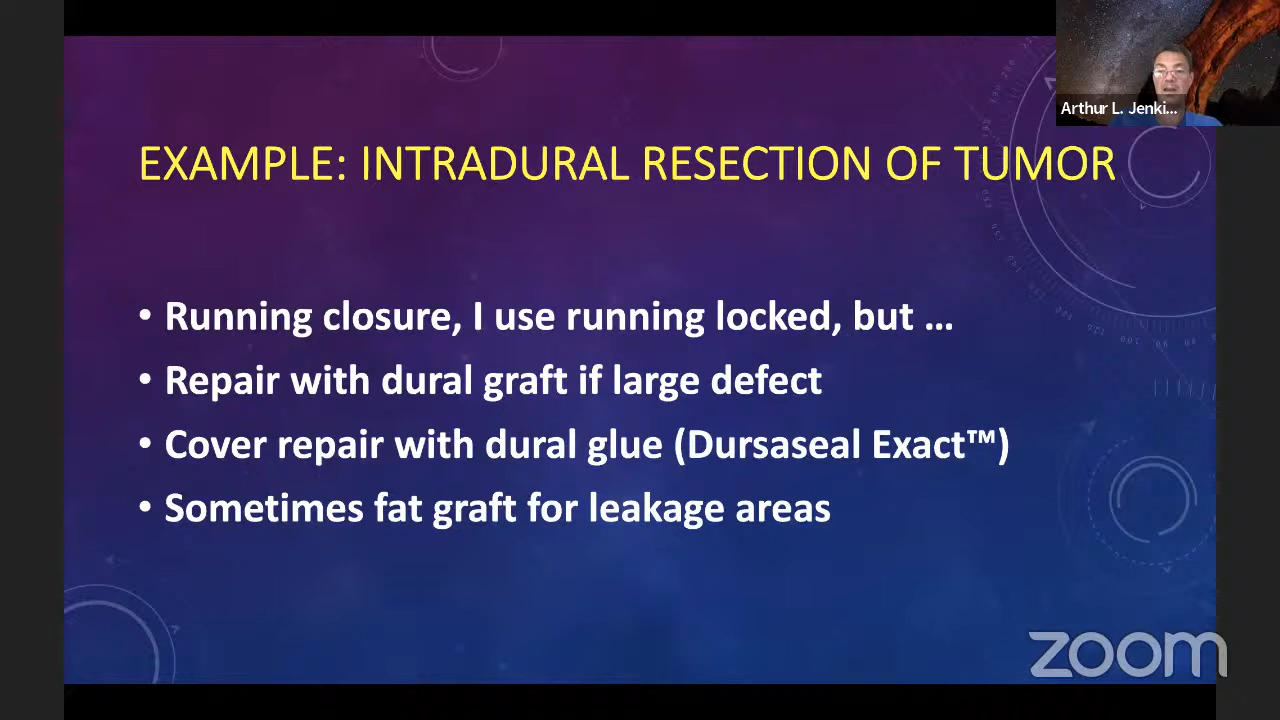 Arthur L. Jenki...
EXAMPLE: INTRADURAL RESECTION OF TUMOR
• Running closure, I use running locked, but …
• Repair with dural graft if large defect
• Cover repair with dural glue (Dursaseal Exact™)
• Sometimes fat graft for leakage areas
zoom